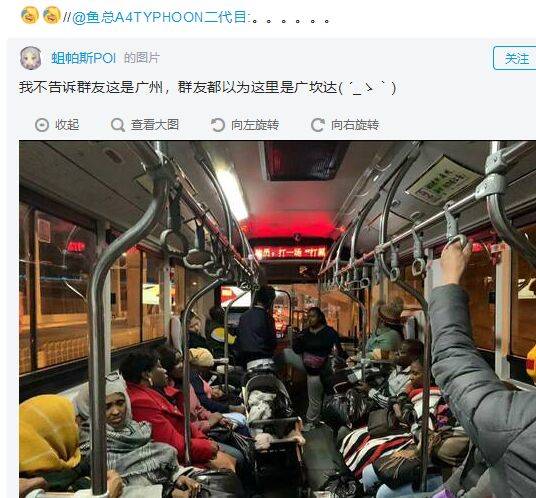 //@鱼总A4TYPHOON二代目:。。。。。。
蛆帕斯POI 的图片
关注
我不告诉群友这是广州，群友都以为这里是广坎达( ´_ゝ｀)
收起 查看大图 向左旋转 向右旋转
打一场